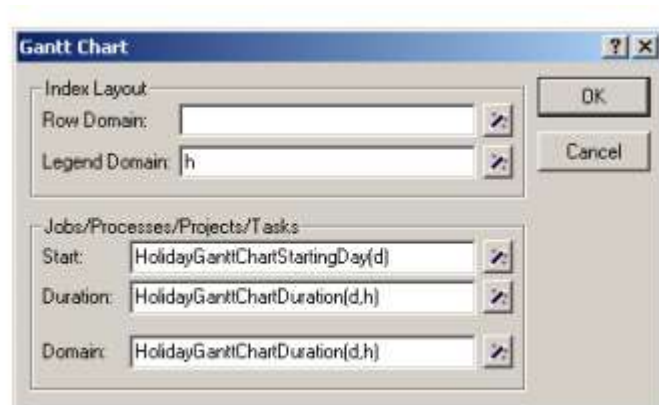 Gantt Chart
Index Layout
Row Domain:
Legend Domain: h
OK
Cancel
Jobs/Processes/Projects/Tasks
Start: HolidayGanttChartStartingDay(d)
Duration: HolidayGanttChartDuration(d,h)
Domain: HolidayGanttChartDuration(d,h)